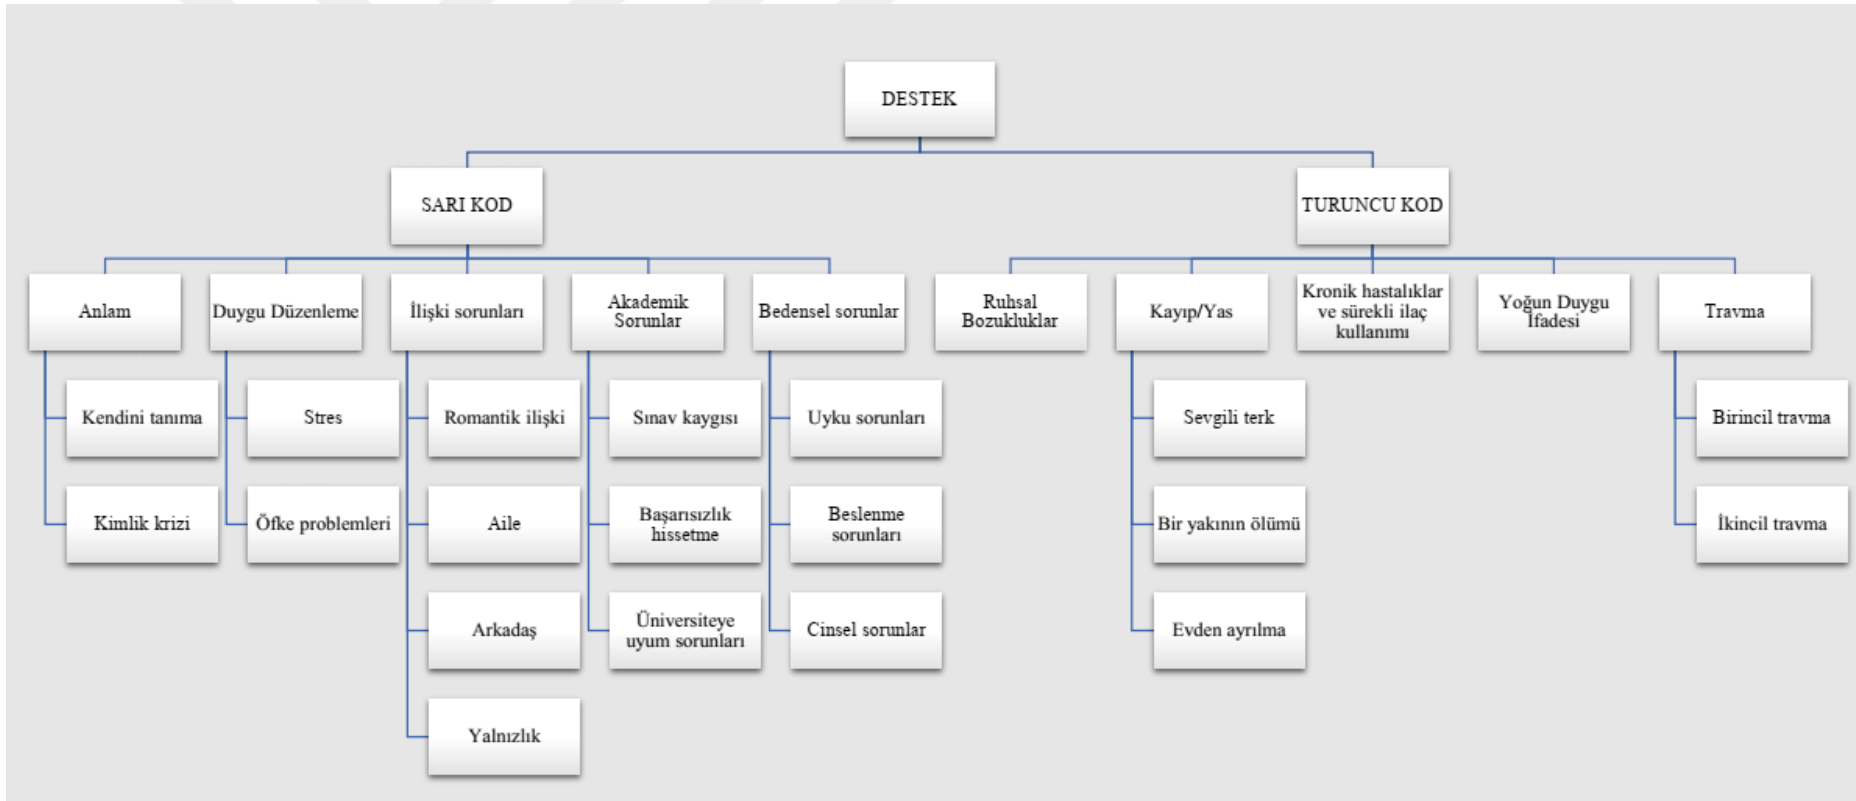 DESTEK
SARI KOD
TURUNCU KOD
Anlam
Duygu Düzenleme
İlişki sorunları
Akademik
Sorunlar
Bedensel sorunlar
Ruhsal
Bozukluklar
Kayıp/Yas
Kronik hastalıklar
ve sürekli ilaç
kullanımı
Yoğun Duygu
İfadesi
Travma
Kendini tanıma
Stres
Romantik ilişki
Sınav kaygısı
Uyku sorunları
Sevgili terk
Birincil travma
Kimlik krizi
Öfke problemleri
Aile
Başarısızlık
hissetme
Beslenme
sorunları
Bir yakının ölümü
İkincil travma
Arkadaş
Üniversiteye
uyum sorunları
Cinsel sorunlar
Evden ayrılma
Yalnızlık